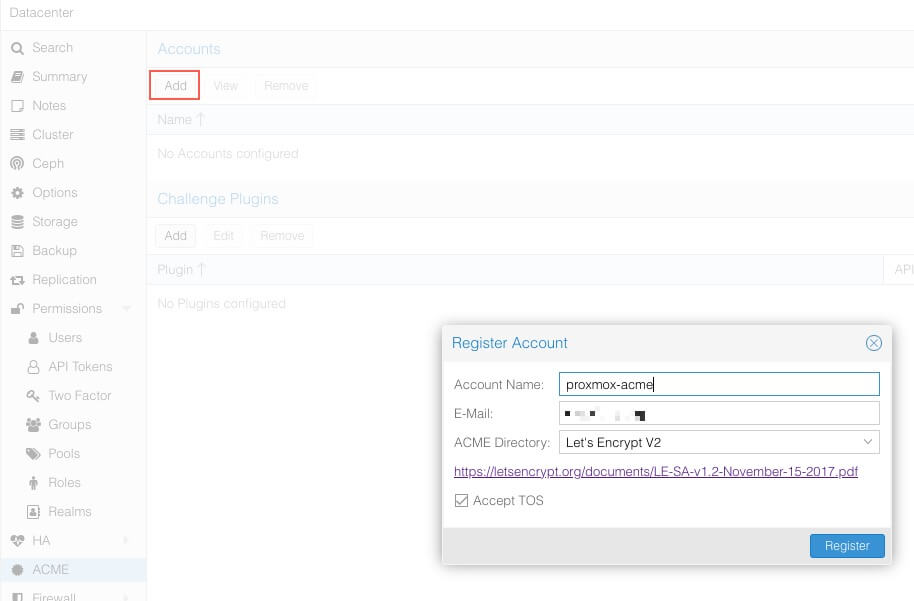 Datacenter
Search
Summary
Notes
Cluster
Ceph
Options
Storage
Backup
Replication
Permissions
Users
API Tokens
Two Factor
Groups
Pools
Roles
Realms
HA
ACME
Firewall
Accounts
Add View Remove
Name ↑
No Accounts configured
Challenge Plugins
Add Edit Remove
Plugin ↑ API
No Plugins configured
Register Account
Account Name: proxmox-acme
E-Mail:
ACME Directory: Let's Encrypt V2
https://letsencrypt.org/documents/LE-SA-v1.2-November-15-2017.pdf
Accept TOS
Register